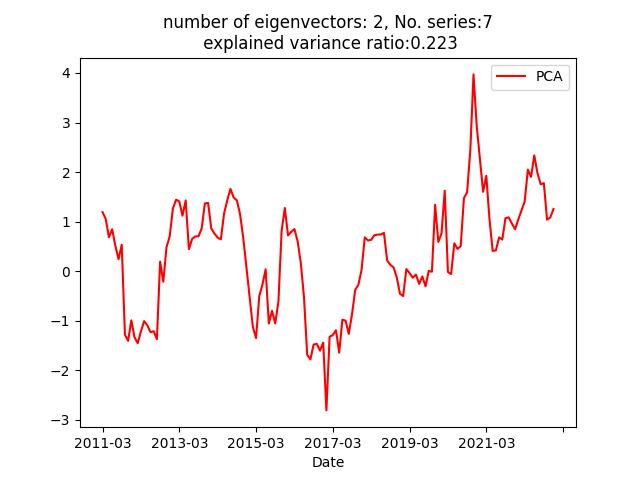 number of eigenvectors: 2, No. series:7
explained variance ratio:0.223
PCA
4
3
2
1
0
−1
−2
−3
2011-03 2013-03 2015-03 2017-03 2019-03 2021-03
Date